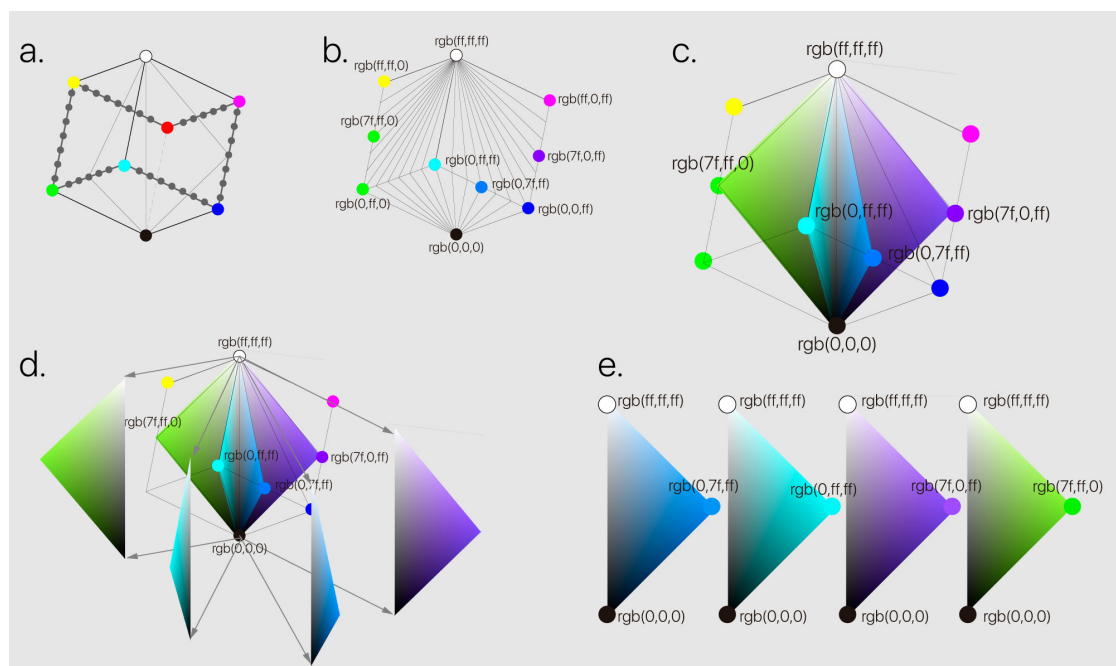 a.
b.
rgb(ff,ff,ff)
rgb(ff,ff,0)
rgb(ff,0,ff)
rgb(7f,ff,0)
rgb(0,ff,ff)
rgb(7f,0,ff)
rgb(0,7f,ff)
rgb(0,ff,0)
rgb(0,0,ff)
rgb(0,0,0)
c.
rgb(ff,ff,ff)
rgb(7f,ff,0)
rgb(0,ff,ff)
rgb(7f,0,ff)
rgb(0,7f,ff)
rgb(0,0,0)
d.
rgb(ff,ff,ff)
rgb(7f,ff,0)
rgb(0,ff,ff)
rgb(7f,0,ff)
rgb(0,7f,ff)
rgb(0,0,0)
e.
rgb(ff,ff,ff)
rgb(ff,ff,ff)
rgb(ff,ff,ff)
rgb(ff,ff,ff)
rgb(0,7f,ff)
rgb(0,ff,ff)
rgb(7f,0,ff)
rgb(7f,ff,0)
rgb(0,0,0)
rgb(0,0,0)
rgb(0,0,0)
rgb(0,0,0)